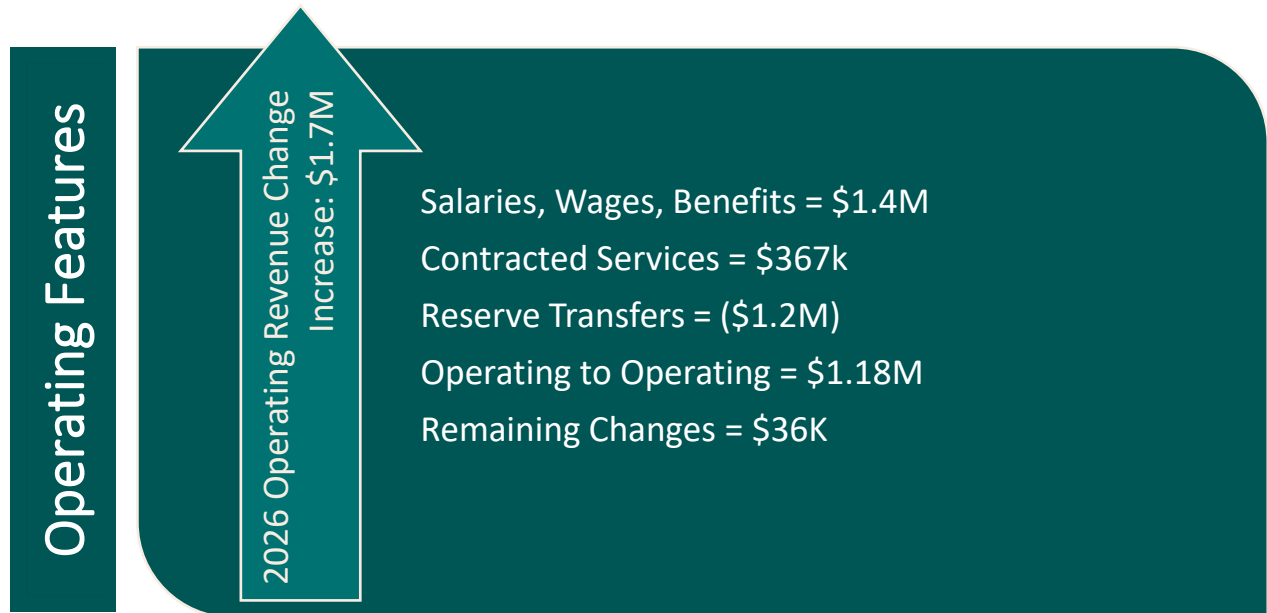 Operating Features
2026 Operating Revenue Change
Increase: $1.7M
Salaries, Wages, Benefits = $1.4M
Contracted Services = $367k
Reserve Transfers = ($1.2M)
Operating to Operating = $1.18M
Remaining Changes = $36K